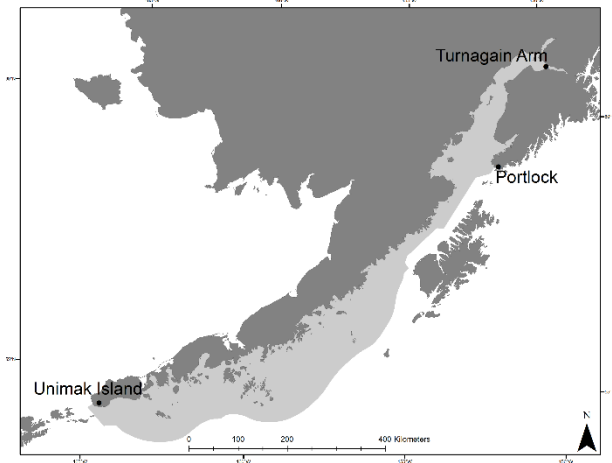 Turnagain Arm
Portlock
Unimak Island
N
0 100 200 400 Kilometers